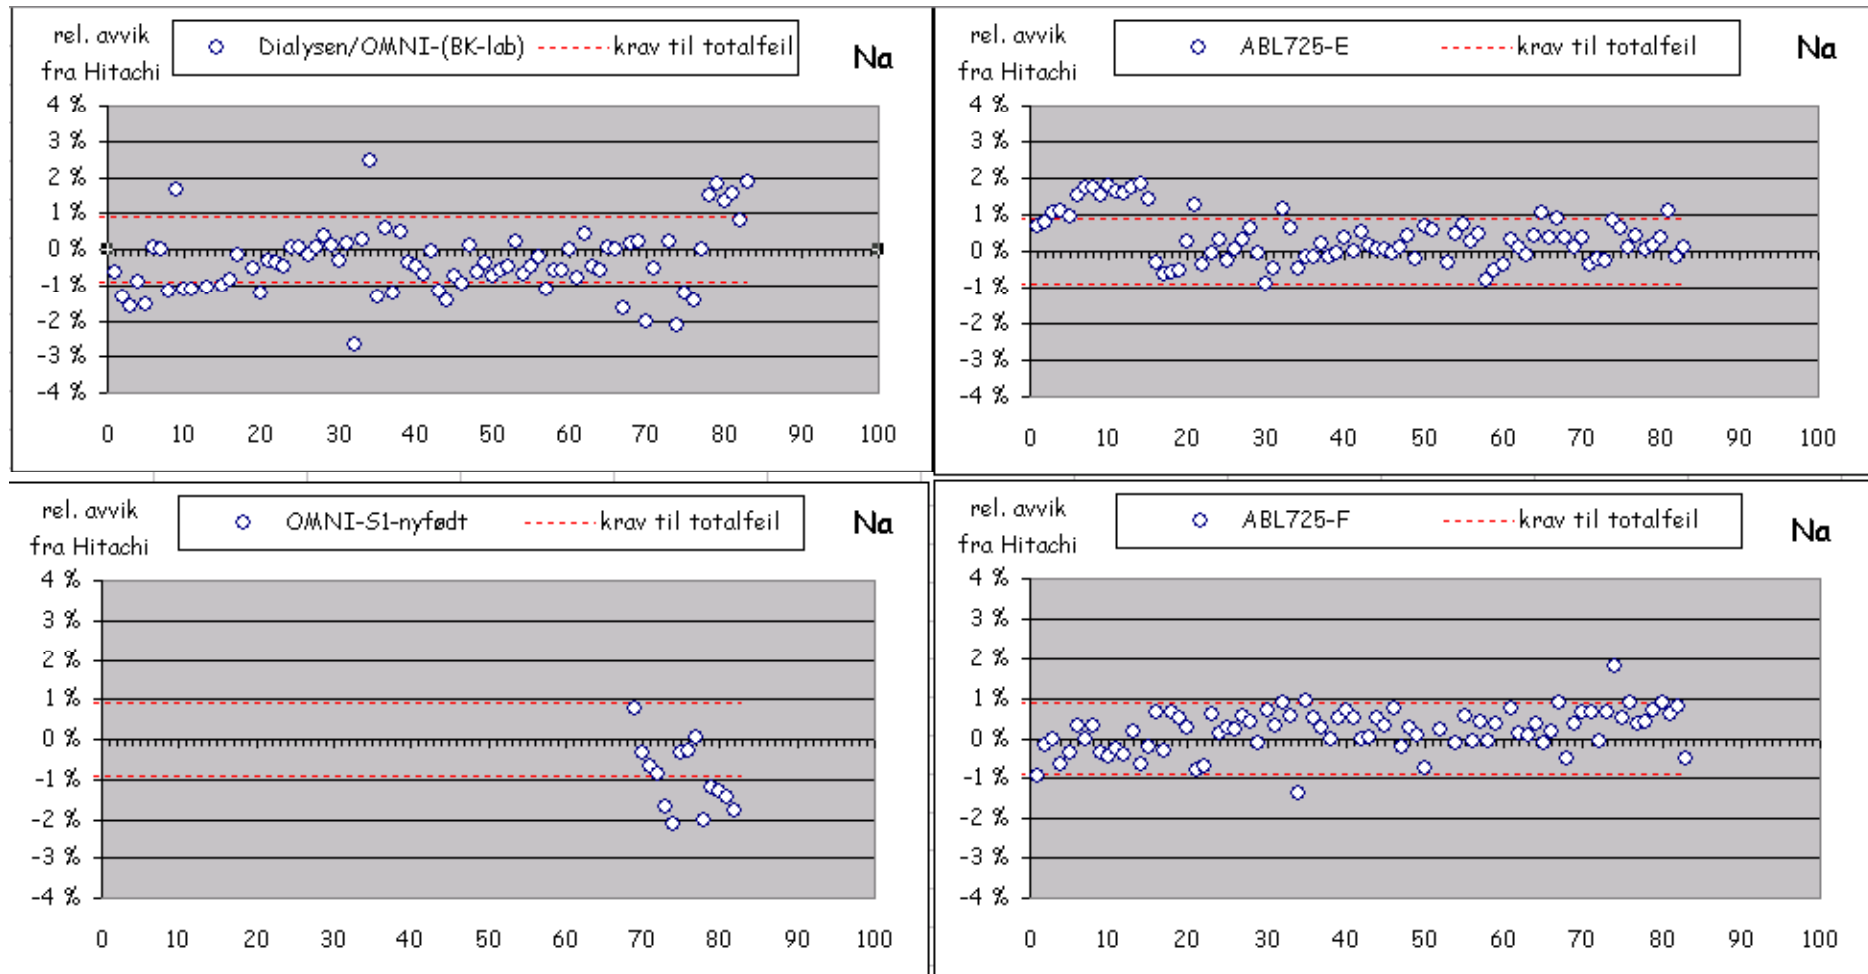 rel. avvik
fra Hitachi
Dialysen/OMNI-(BK-lab) krav til totalfeil
Na
4 %
3 %
2 %
1 %
0 %
-1 %
-2 %
-3 %
-4 %
0 10 20 30 40 50 60 70 80 90 100
rel. avvik
fra Hitachi
ABL725-E krav til totalfeil
Na
4 %
3 %
2 %
1 %
0 %
-1 %
-2 %
-3 %
-4 %
0 10 20 30 40 50 60 70 80 90 100
rel. avvik
fra Hitachi
OMNI-S1-nyfødt krav til totalfeil
Na
4 %
3 %
2 %
1 %
0 %
-1 %
-2 %
-3 %
-4 %
0 10 20 30 40 50 60 70 80 90 100
rel. avvik
fra Hitachi
ABL725-F krav til totalfeil
Na
4 %
3 %
2 %
1 %
0 %
-1 %
-2 %
-3 %
-4 %
0 10 20 30 40 50 60 70 80 90 100